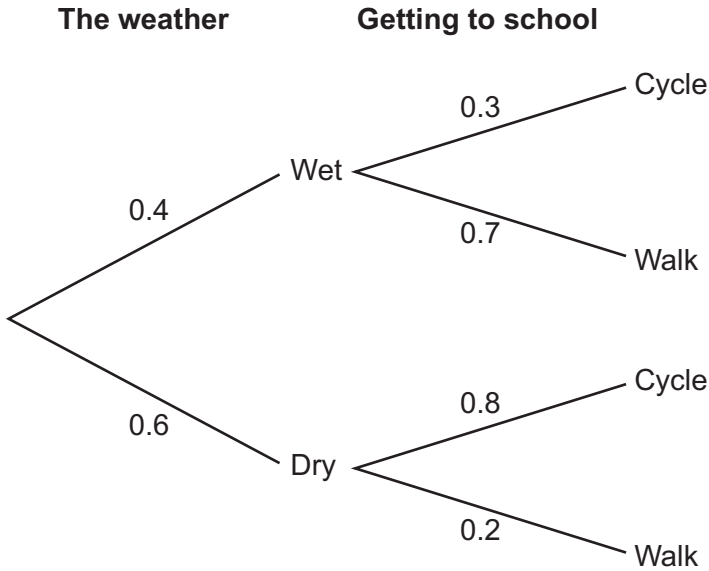 The weather
Getting to school
Cycle
0.3
Wet
0.4
0.7
Walk
Cycle
0.8
0.6
Dry
0.2
Walk